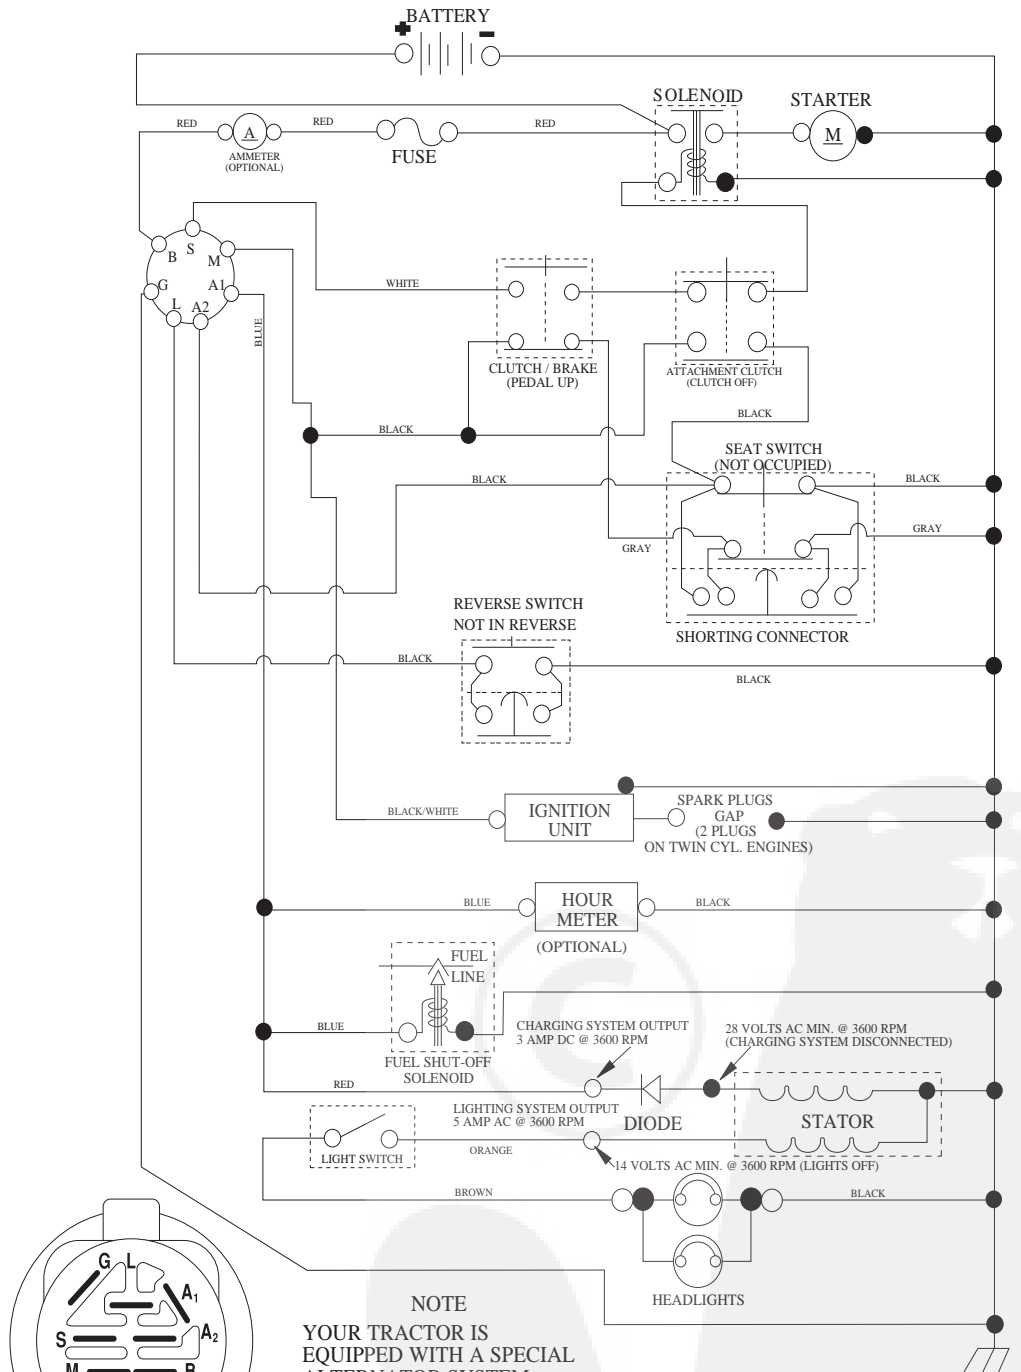 BATTERY
SOLENOID
STARTER
RED
A
RED
RED
M
AMMETER
(OPTIONAL)
FUSE
B
S
M
G
A1
L
A2
BLUE
WHITE
CLUTCH / BRAKE
(PEDAL UP)
ATTACHMENT CLUTCH
(CLUTCH OFF)
BLACK
BLACK
SEAT SWITCH
(NOT OCCUPIED)
BLACK
BLACK
GRAY
GRAY
SHORTING CONNECTOR
REVERSE SWITCH
NOT IN REVERSE
BLACK
BLACK
BLACK/WHITE
IGNITION
UNIT
SPARK PLUGS
GAP
(2 PLUGS
ON TWIN CYL. ENGINES)
BLUE
HOUR
METER
BLACK
(OPTIONAL)
FUEL
LINE
BLUE
FUEL SHUT-OFF
SOLENOID
CHARGING SYSTEM OUTPUT
3 AMP DC @ 3600 RPM
28 VOLTS AC MIN. @ 3600 RPM
(CHARGING SYSTEM DISCONNECTED)
RED
DIODE
STATOR
LIGHTING SYSTEM OUTPUT
5 AMP AC @ 3600 RPM
LIGHT SWITCH
ORANGE
14 VOLTS AC MIN. @ 3600 RPM (LIGHTS OFF)
BROWN
BLACK
HEADLIGHTS
G L
A1
A2
S
M
B
NOTE
YOUR TRACTOR IS
EQUIPPED WITH A SPECIAL
ALTERNATOR SYSTEM
©